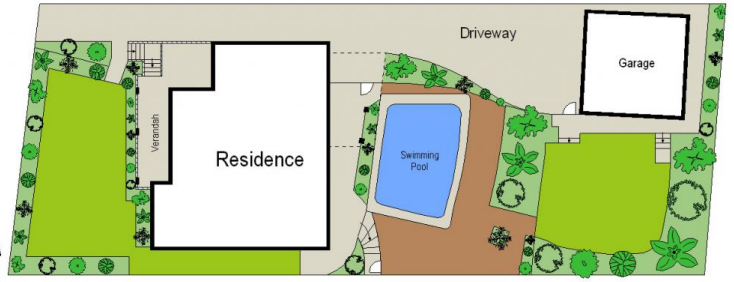 Driveway
Garage
Verandah
Residence
Swimming
Pool